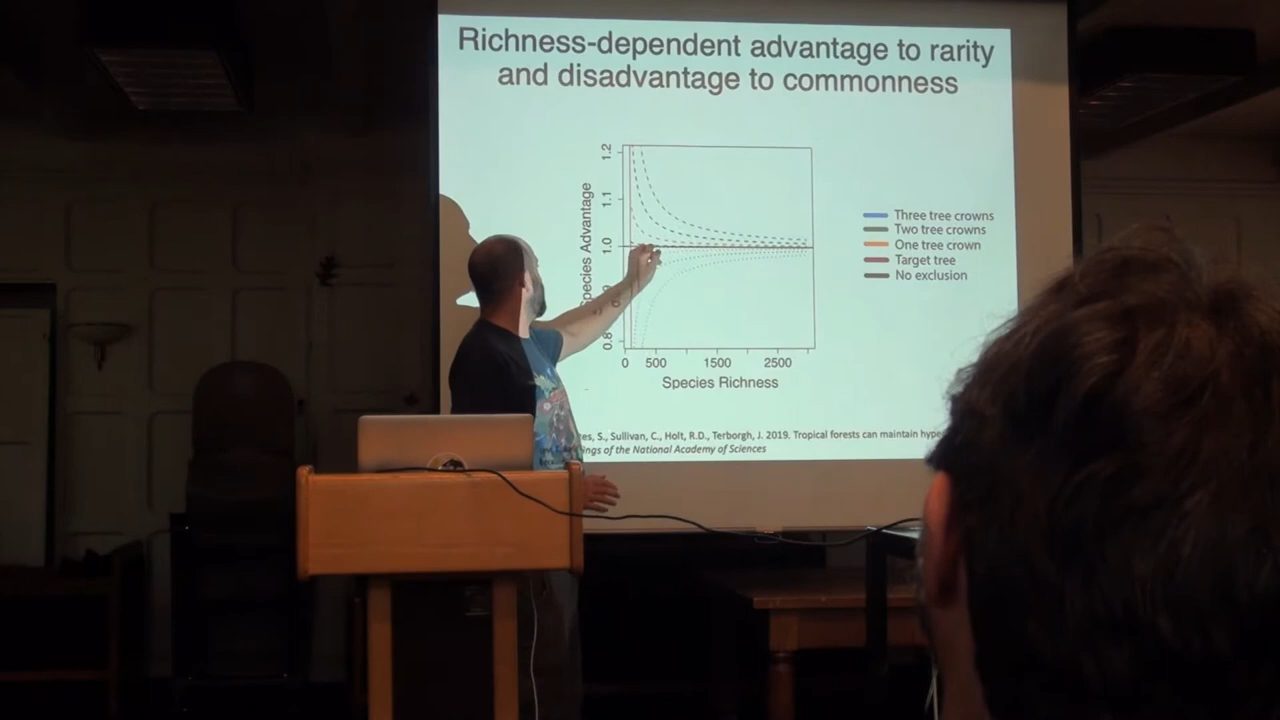 Richness-dependent advantage to rarity
and disadvantage to commonness
Species Advantage
1.2
1.1
1.0
0.8
0
500
1500
2500
Species Richness
Three tree crowns
Two tree crowns
One tree crown
Target tree
No exclusion
es, S., Sullivan, C., Holt, R.D., Terborgh, J. 2019. Tropical forests can maintain hype
ings of the National Academy of Sciences